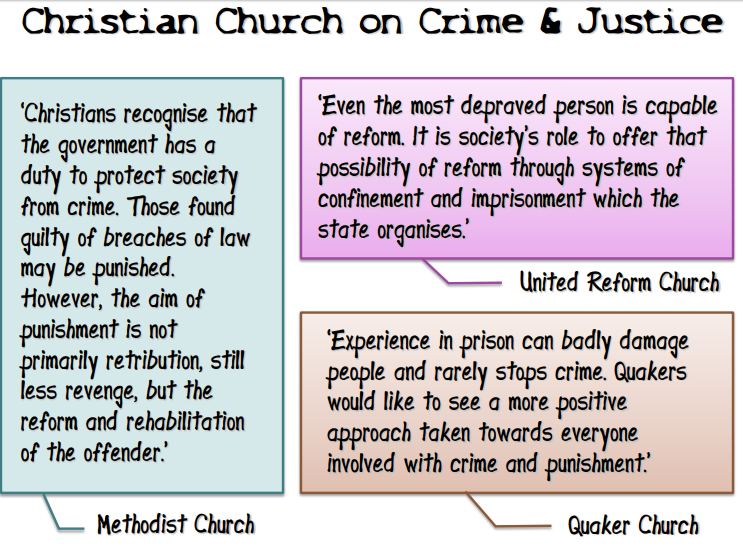 Christian Church on Crime & Justice
‘Christians recognise that
the government has a
duty to protect society
from crime. Those found
guilty of breaches of law
may be punished.
However, the aim of
punishment is not
primarily retribution, still
less revenge, but the
reform and rehabilitation
of the offender.’
Methodist Church
‘Even the most depraved person is capable
of reform. It is society’s role to offer that
possibility of reform through systems of
confinement and imprisonment which the
state organises.’
United Reform Church
‘Experience in prison can badly damage
people and rarely stops crime. Quakers
would like to see a more positive
approach taken towards everyone
involved with crime and punishment.’
Quaker Church